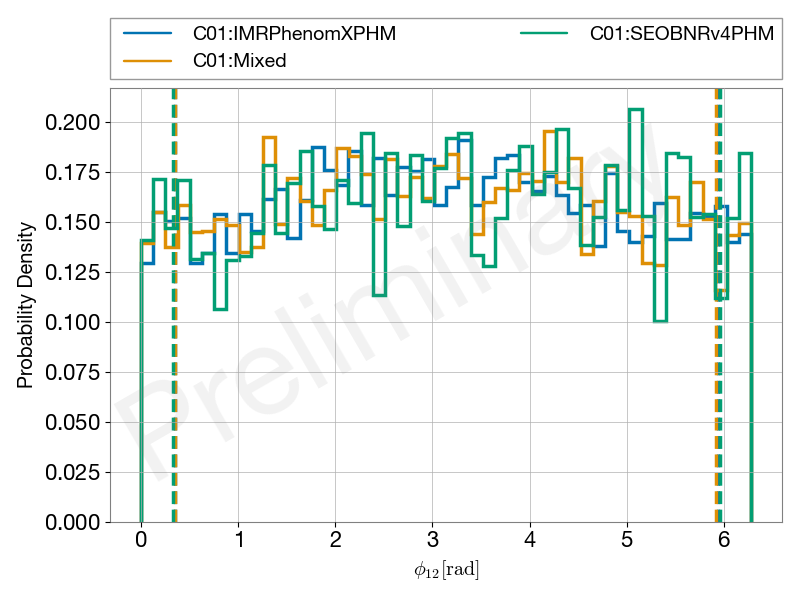 C01:IMRPhenomXPHM
C01:Mixed
C01:SEOBNRv4PHM
Preliminary
Probability Density
0.200
0.175
0.150
0.125
0.100
0.075
0.050
0.025
0.000
0 1 2 3 4 5 6
ϕ₁₂[rad]